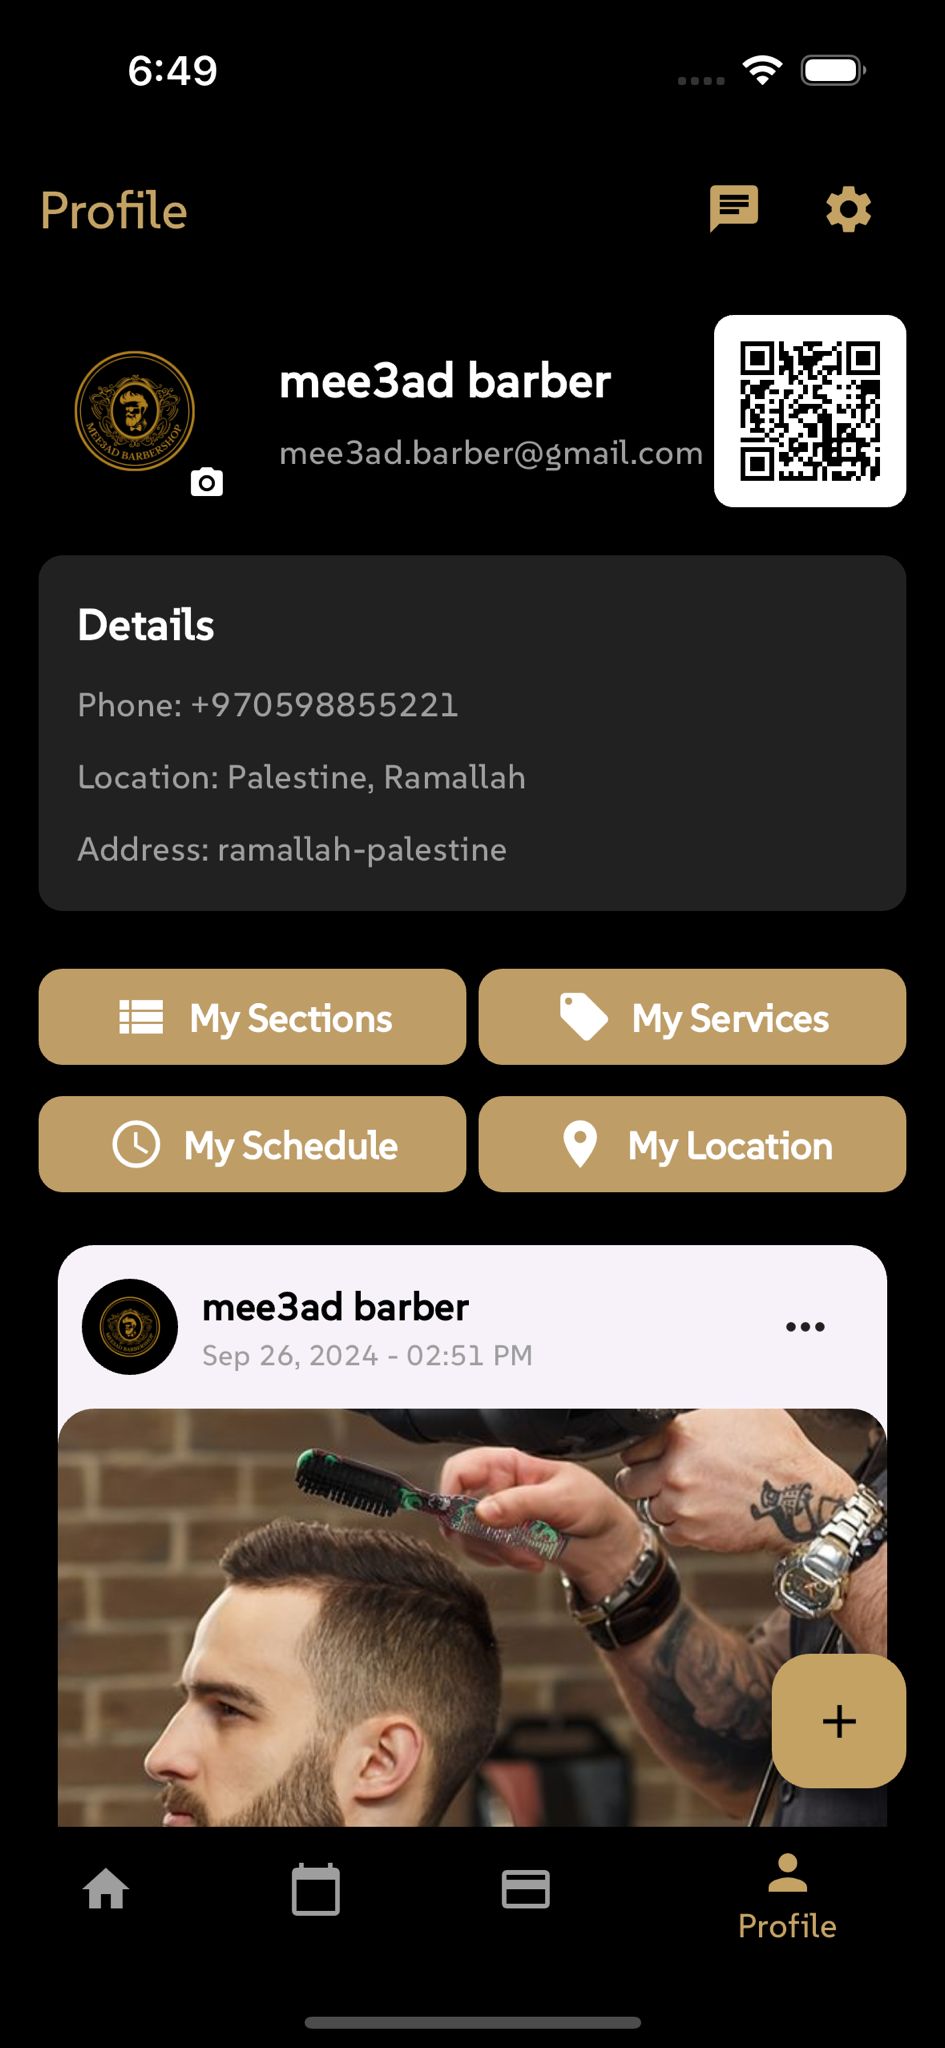 6:49
Profile
MEE3AD BARBERSHOP
mee3ad barber
mee3ad.barber@gmail.com
Details
Phone: +970598855221
Location: Palestine, Ramallah
Address: ramallah-palestine
My Sections
My Services
My Schedule
My Location
mee3ad barber
Sep 26, 2024 - 02:51 PM
Profile